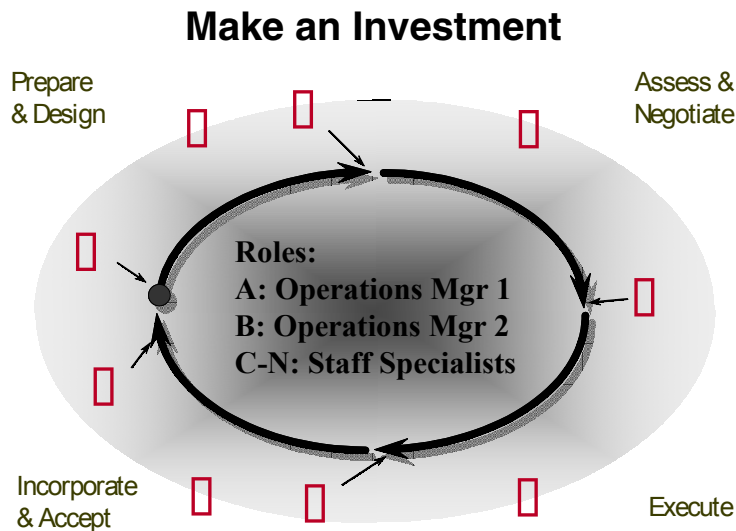 Make an Investment
Prepare
& Design
Assess &
Negotiate
Roles:
A: Operations Mgr 1
B: Operations Mgr 2
C-N: Staff Specialists
Incorporate
& Accept
Execute